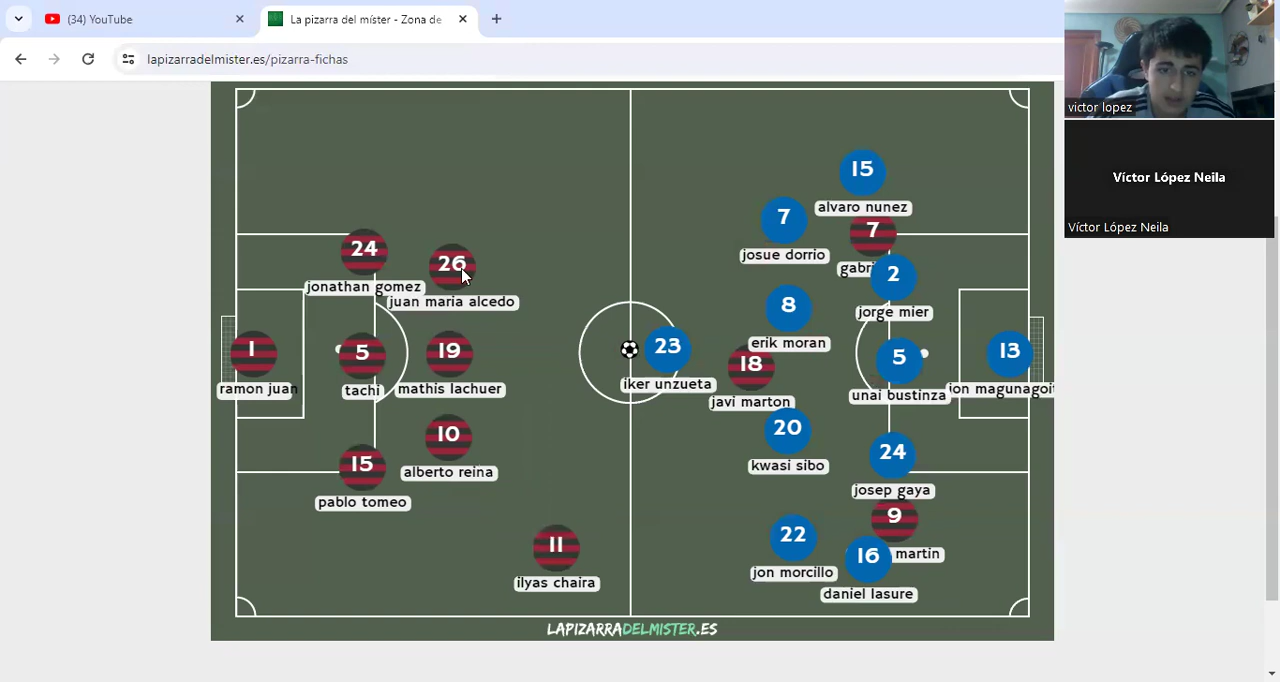 (34) YouTube
La pizarra del míster - Zona de
lapizarradelmister.es/pizarra-fichas
victor lopez
Víctor López Neila
Víctor López Neila
15
alvaro nunez
7
josue dorrio
7
gabri
24
jonathan gomez
26
juan maria alcedo
2
jorge mier
8
erik moran
1
ramon juan
5
tachi
19
mathis lachuer
23
iker unzueta
18
javi marton
5
unai bustinza
13
ion magunagoi
10
alberto reina
20
kwasi sibo
24
josep gaya
15
pablo tomeo
11
ilyas chaira
22
jon morcillo
9
martin
16
daniel lasure
LAPIZARRADELMISTER.ES